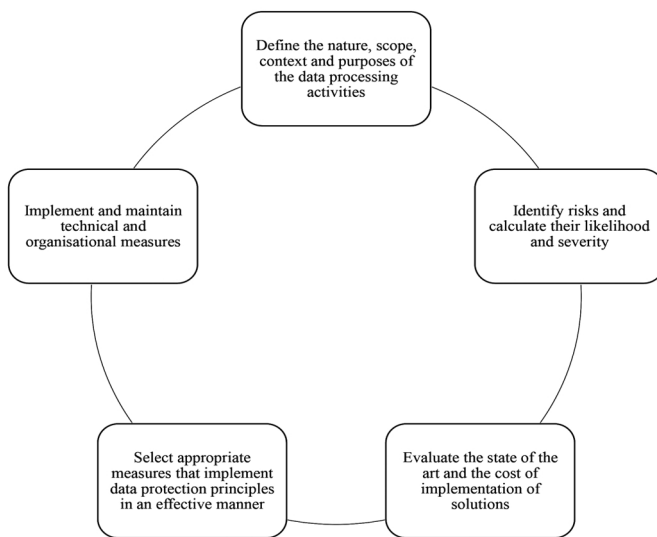 Define the nature, scope,
context and purposes of
the data processing
activities
Identify risks and
calculate their likelihood
and severity
Evaluate the state of the
art and the cost of
implementation of
solutions
Select appropriate
measures that implement
data protection principles
in an effective manner
Implement and maintain
technical and
organisational measures